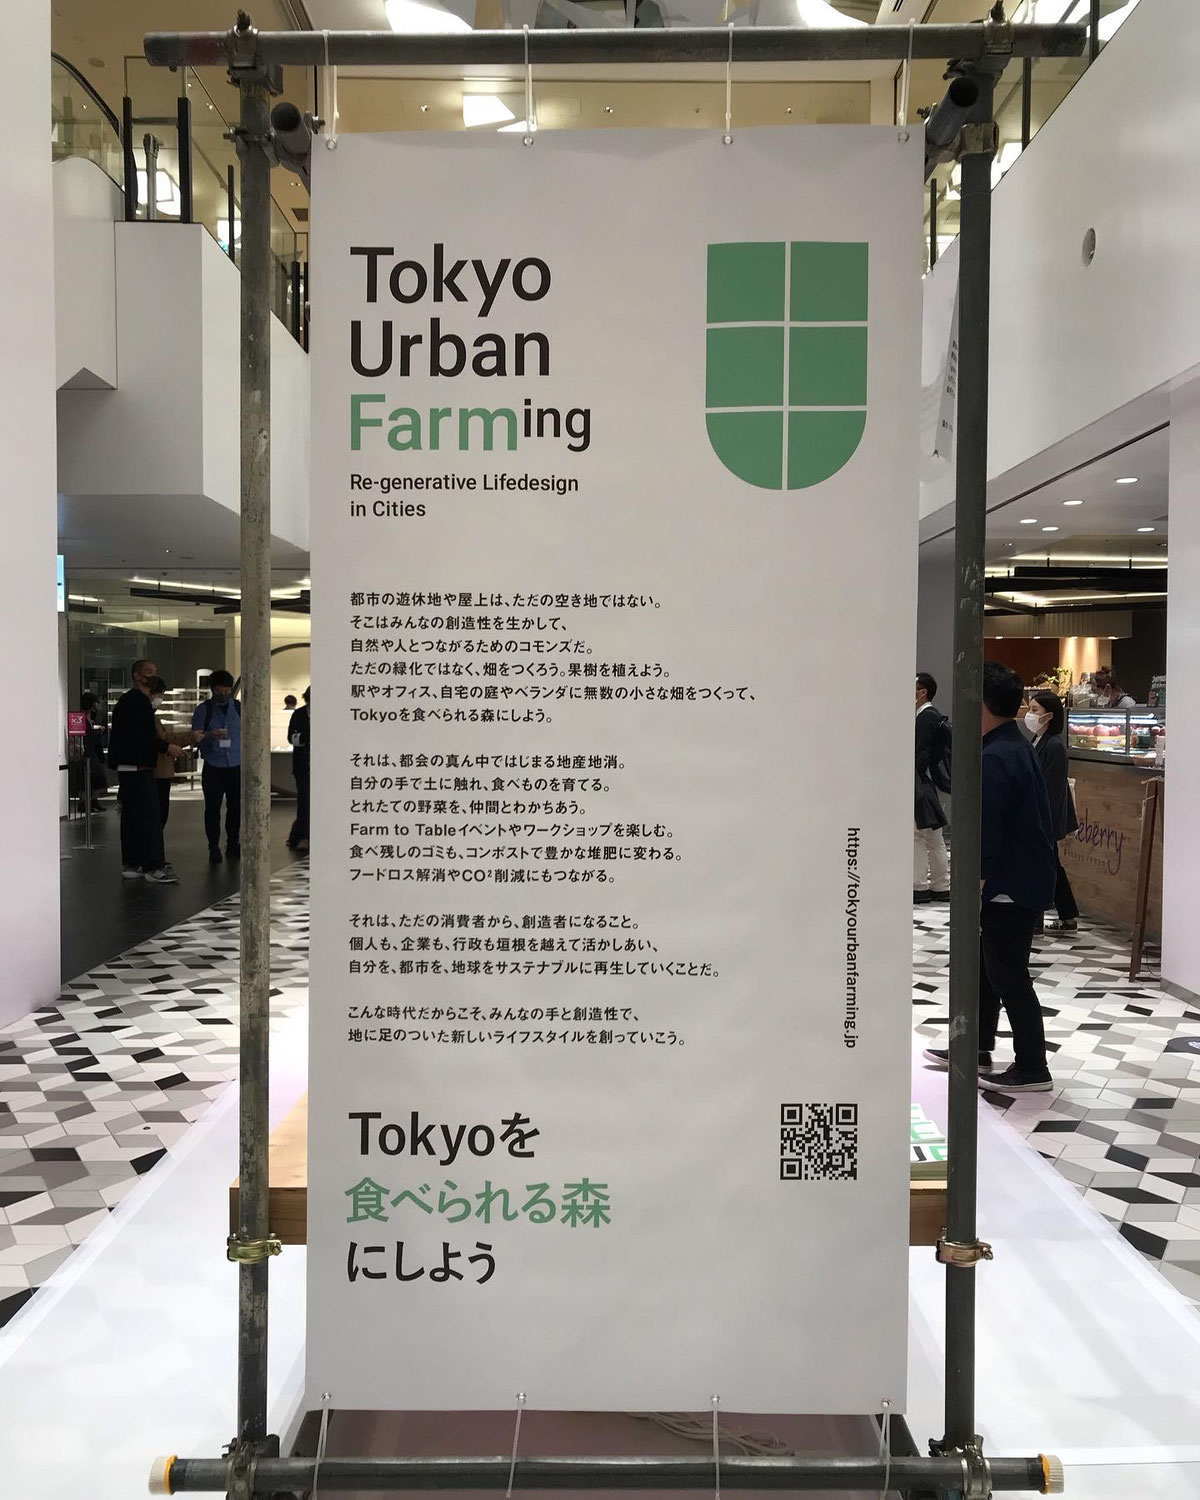 Tokyo
Urban
Farming
Re-generative Lifedesign
in Cities
都市の遊休地や屋上は、ただの空き地ではない。
そこはみんなの創造性を生かして、
自然や人とつながるためのコモンズだ。
ただの緑化ではなく、畑をつくろう。果樹を植えよう。
駅やオフィス、自宅の庭やベランダに無数の小さな畑をつくって、
Tokyoを食べられる森にしよう。
それは、都会の真ん中ではじまる地産地消。
自分の手で土に触れ、食べものを育てる。
とれたての野菜を、仲間とわかちあう。
Farm to Tableイベントやワークショップを楽しむ。
食べ残しのゴミも、コンポストで豊かな堆肥に変わる。
フードロス解消やCO²削減にもつながる。
それは、ただの消費者から、創造者になること。
個人も、企業も、行政も垣根を越えて活かしあい、
自分を、都市を、地球をサステナブルに再生していくことだ。
こんな時代だからこそ、みんなの手と創造性で、
地に足のついた新しいライフスタイルを創っていこう。
https://tokyourbanfarming.jp
Tokyoを
食べられる森
にしよう